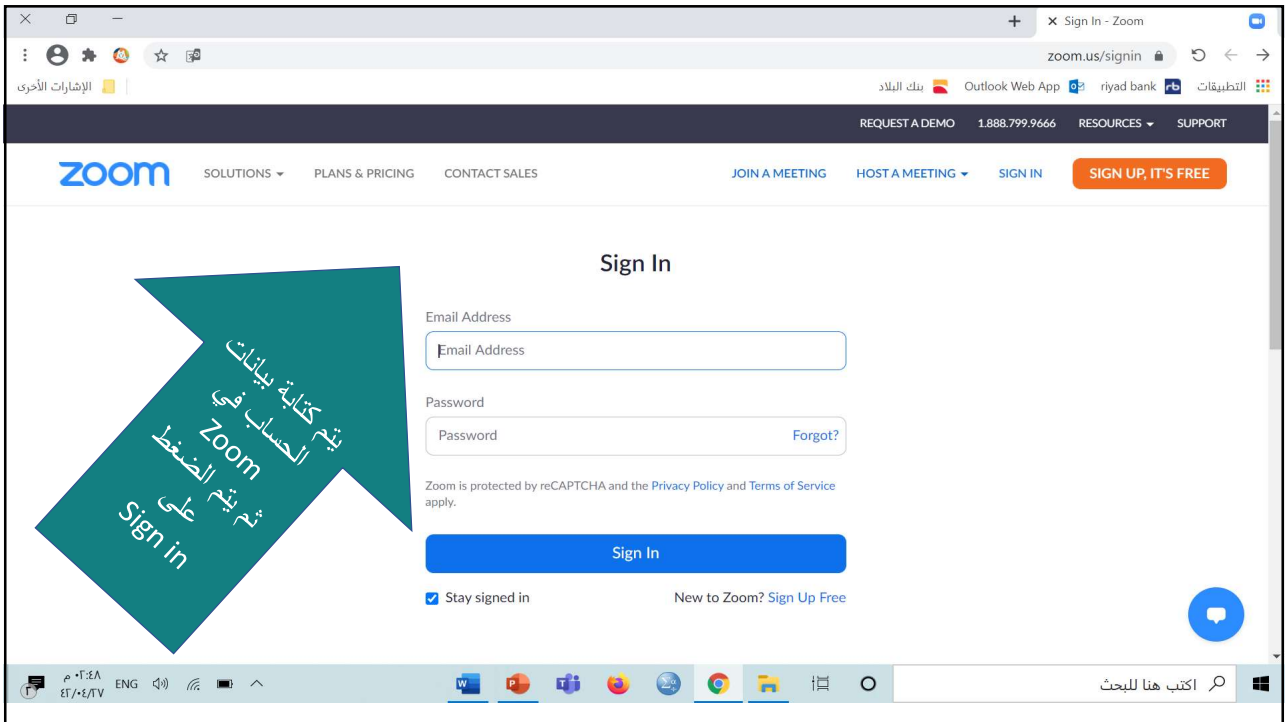 Sign In - Zoom
zoom.us/signin
التطبيقات riyad bank Outlook Web App بنك البلاد الإشارات الأخرى
REQUEST A DEMO 1.888.799.9666 RESOURCES SUPPORT
zoom SOLUTIONS PLANS & PRICING CONTACT SALES JOIN A MEETING HOST A MEETING SIGN IN SIGN UP, IT'S FREE
Sign In
Email Address
Email Address
Password
Password Forgot?
Zoom is protected by reCAPTCHA and the Privacy Policy and Terms of Service
apply.
Sign In
Stay signed in New to Zoom? Sign Up Free
يتم كتابة بيانات
الحساب في
Zoom
ثم يتم الضغط
على
Sign in
اكتب هنا للبحث
ENG
٠٢:٤٨ م
٤٢/٠٤/٢٧